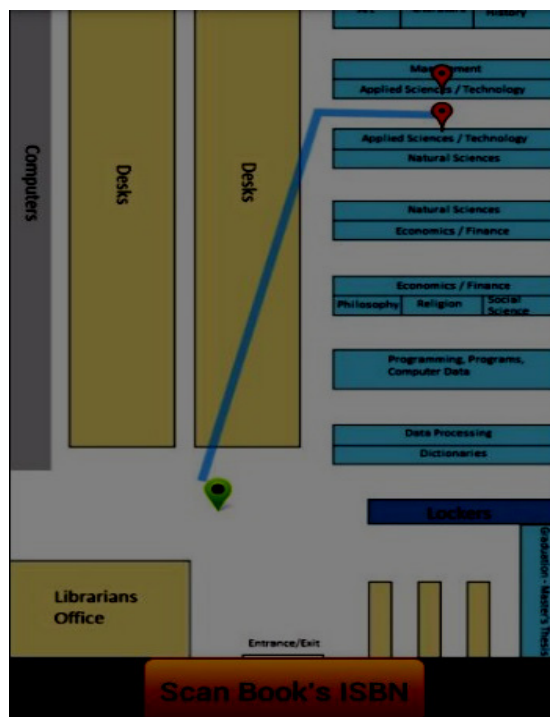 History
Management
Applied Sciences / Technology
Applied Sciences / Technology
Natural Sciences
Natural Sciences
Economics / Finance
Economics / Finance
Philosophy
Religion
Social
Science
Programming, Programs,
Computer Data
Data Processing
Dictionaries
Computers
Desks
Desks
Lockers
Graduation - Master's Thesis
Librarians
Office
Entrance/Exit
Scan Book's ISBN